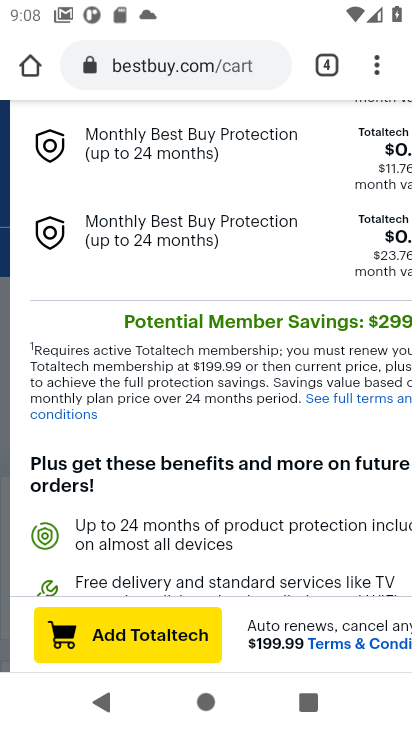 9:08
bestbuy.com/cart
4
month va
Monthly Best Buy Protection
(up to 24 months)
Totaltech
$0.
$11.76
month va
Monthly Best Buy Protection
(up to 24 months)
Totaltech
$0.
$23.76
month va
Potential Member Savings: $299
1Requires active Totaltech membership; you must renew you
Totaltech membership at $199.99 or then current price, plus
to achieve the full protection savings. Savings value based o
monthly plan price over 24 months period. See full terms an
conditions
Plus get these benefits and more on future
orders!
Up to 24 months of product protection inclu
on almost all devices
Free delivery and standard services like TV
Add Totaltech
Auto renews, cancel any
$199.99 Terms & Condi